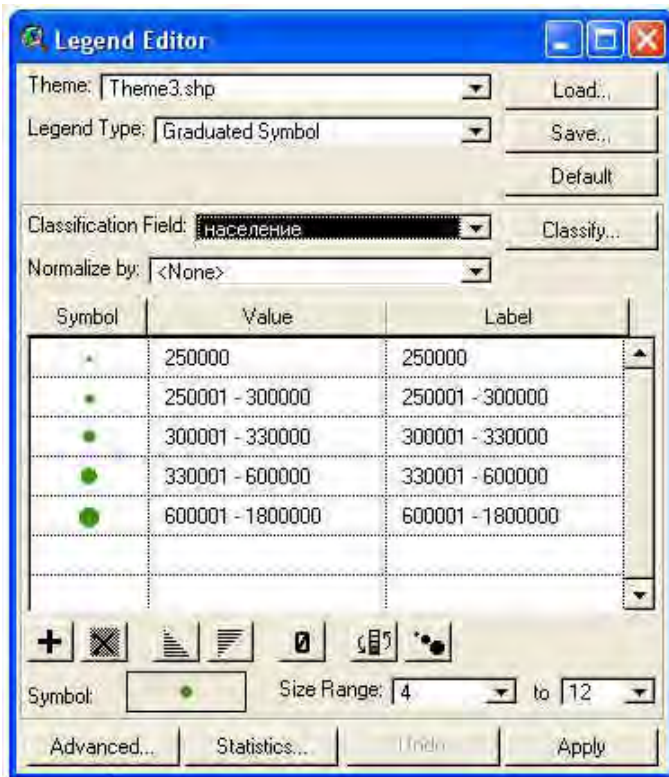 Legend Editor
Theme: Theme3.shp
Load...
Legend Type: Graduated Symbol
Save...
Default
Classification Field: население
Classify...
Normalize by: <None>
Symbol Value Label
250000 250000
250001 - 300000 250001 - 300000
300001 - 330000 300001 - 330000
330001 - 600000 330001 - 600000
600001 - 1800000 600001 - 1800000
0
Symbol: Size Range: 4 to 12
Advanced... Statistics... Undo Apply